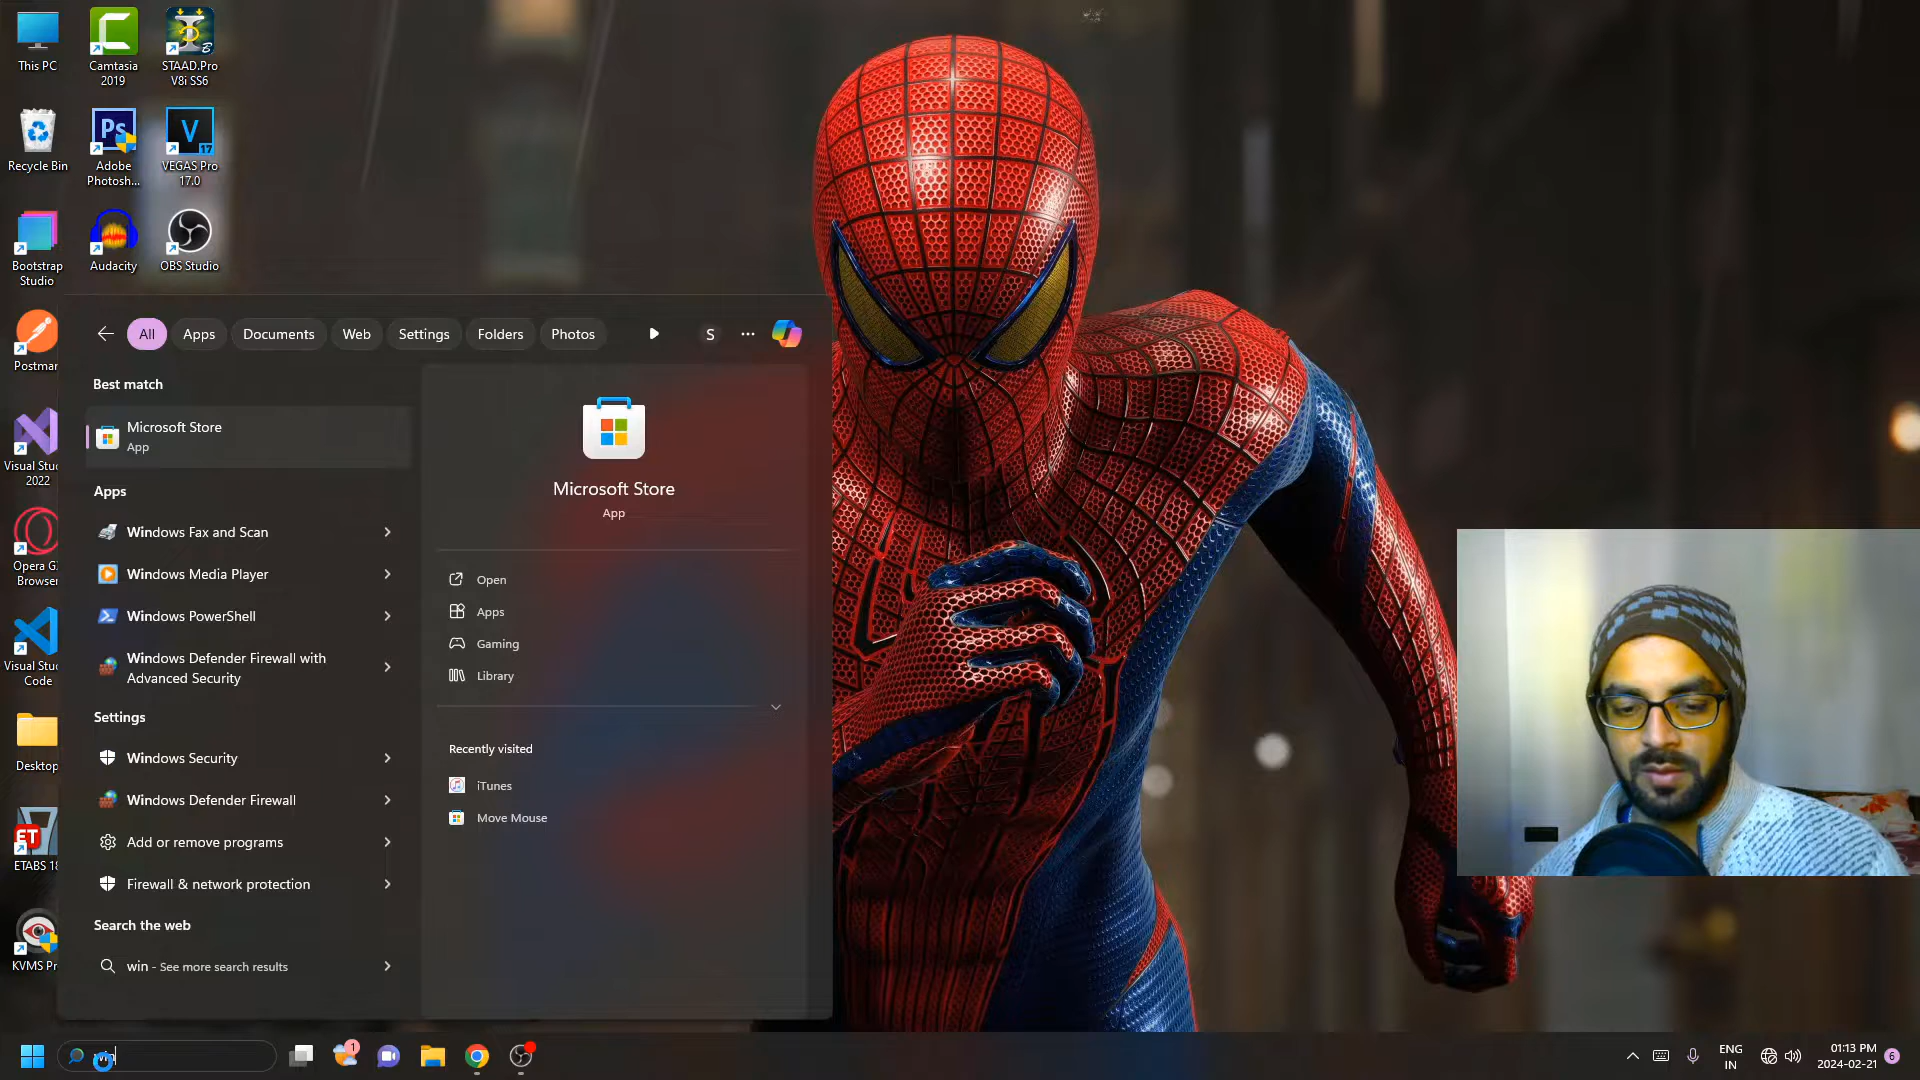 This PC
Camtasia
2019
STAAD.Pro
V8i SS6
Recycle Bin
Adobe
Photosh...
VEGAS Pro
17.0
Bootstrap
Studio
Audacity
OBS Studio
Postman
Visual Stu
2022
Opera G
Browser
Visual Stu
Code
Desktop
ETABS 18
KVMS Pr
All
Apps
Documents
Web
Settings
Folders
Photos
S
Best match
Microsoft Store
App
Apps
Windows Fax and Scan
Windows Media Player
Windows PowerShell
Windows Defender Firewall with
Advanced Security
Settings
Windows Security
Windows Defender Firewall
Add or remove programs
Firewall & network protection
Search the web
win - See more search results
Microsoft Store
App
Open
Apps
Gaming
Library
Recently visited
iTunes
Move Mouse
win
1
ENG
IN
01:13 PM
2024-02-21
6